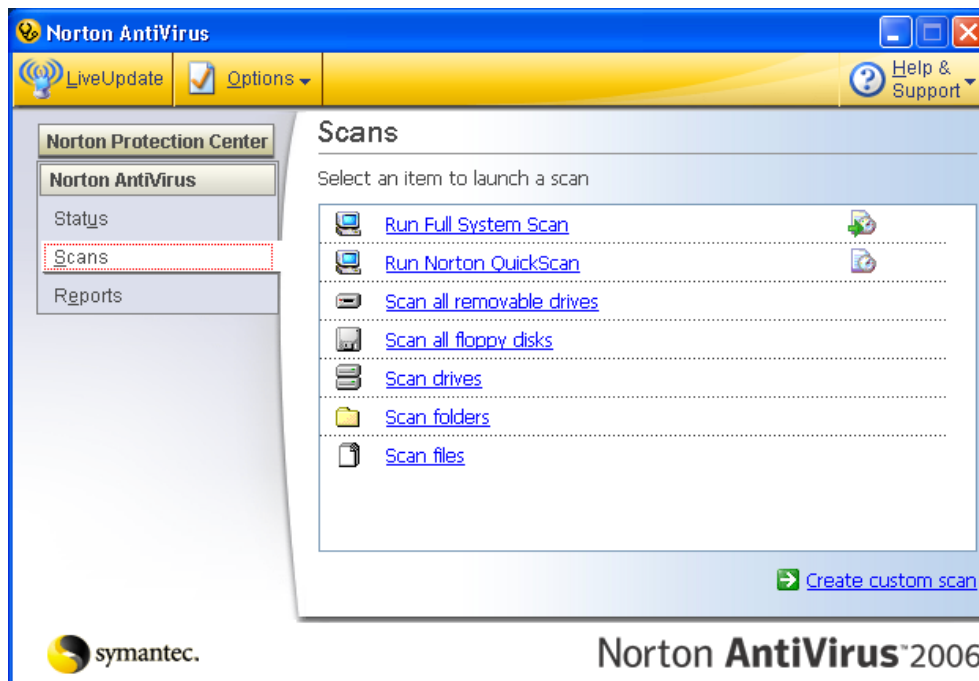 Norton AntiVirus
LiveUpdate
Options
Help &
Support
Norton Protection Center
Norton AntiVirus
Status
Scans
Reports
Scans
Select an item to launch a scan
Run Full System Scan
Run Norton QuickScan
Scan all removable drives
Scan all floppy disks
Scan drives
Scan folders
Scan files
Create custom scan
symantec.
Norton AntiVirus™2006